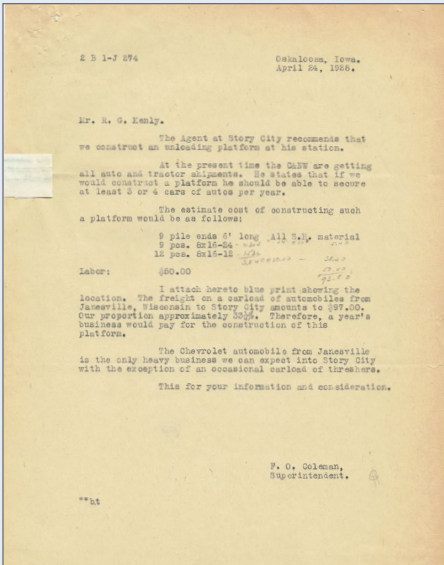 2 B 1-J 274
Oskaloosa, Iowa.
April 24, 1926.
Mr. R. G. Kenly.
The Agent at Story City recommends that
we construct an unloading platform at his station.
At the present time the C&NW are getting
all auto and tractor shipments. He states that if we
would construct a platform he should be able to secure
at least 3 or 4 cars of autos per year.
The estimate cost of constructing such
a platform would be as follows:
9 pile ends 6' long All S.H. material
9 pcs. 8x16-24
12 pcs. 8x16-12
Labor: $50.00
I attach hereto blue print showing the
location. The freight on a carload of automobiles from
Janesville, Wisconsin to Story City amounts to $97.00.
Our proportion approximately 33⅓%. Therefore, a year's
business would pay for the construction of this
platform.
The Chevrolet automobile from Janesville
is the only heavy business we can expect into Story City
with the exception of an occasional carload of threshers.
This for your information and consideration.
F. O. Coleman,
Superintendent.
**ht